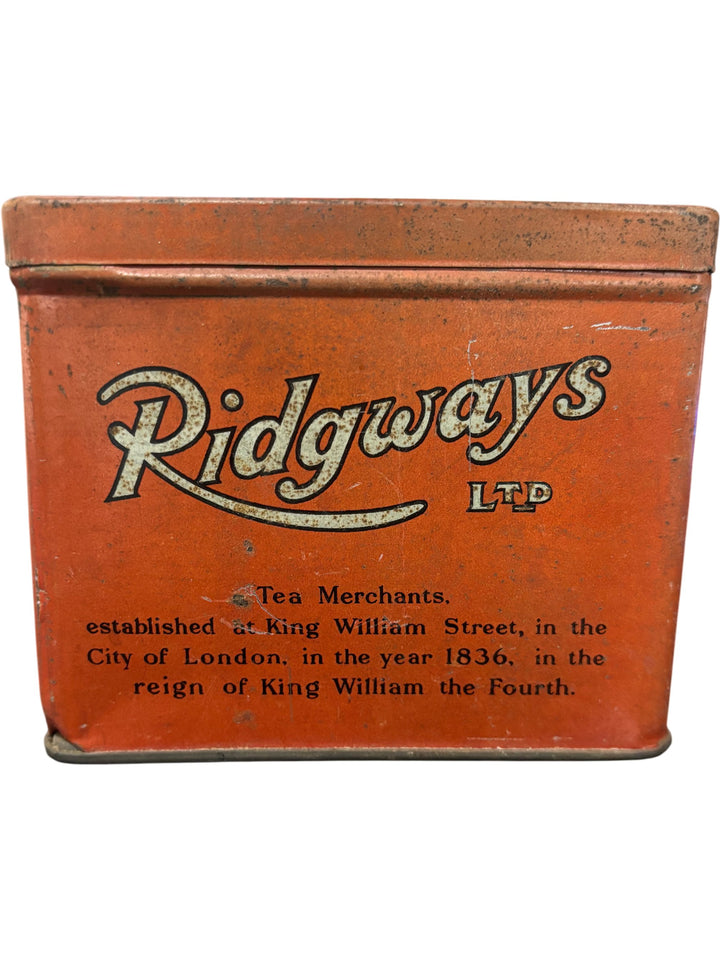 Ridgways
LTD
Tea Merchants.
established at King William Street, in the
City of London, in the year 1836, in the
reign of King William the Fourth.